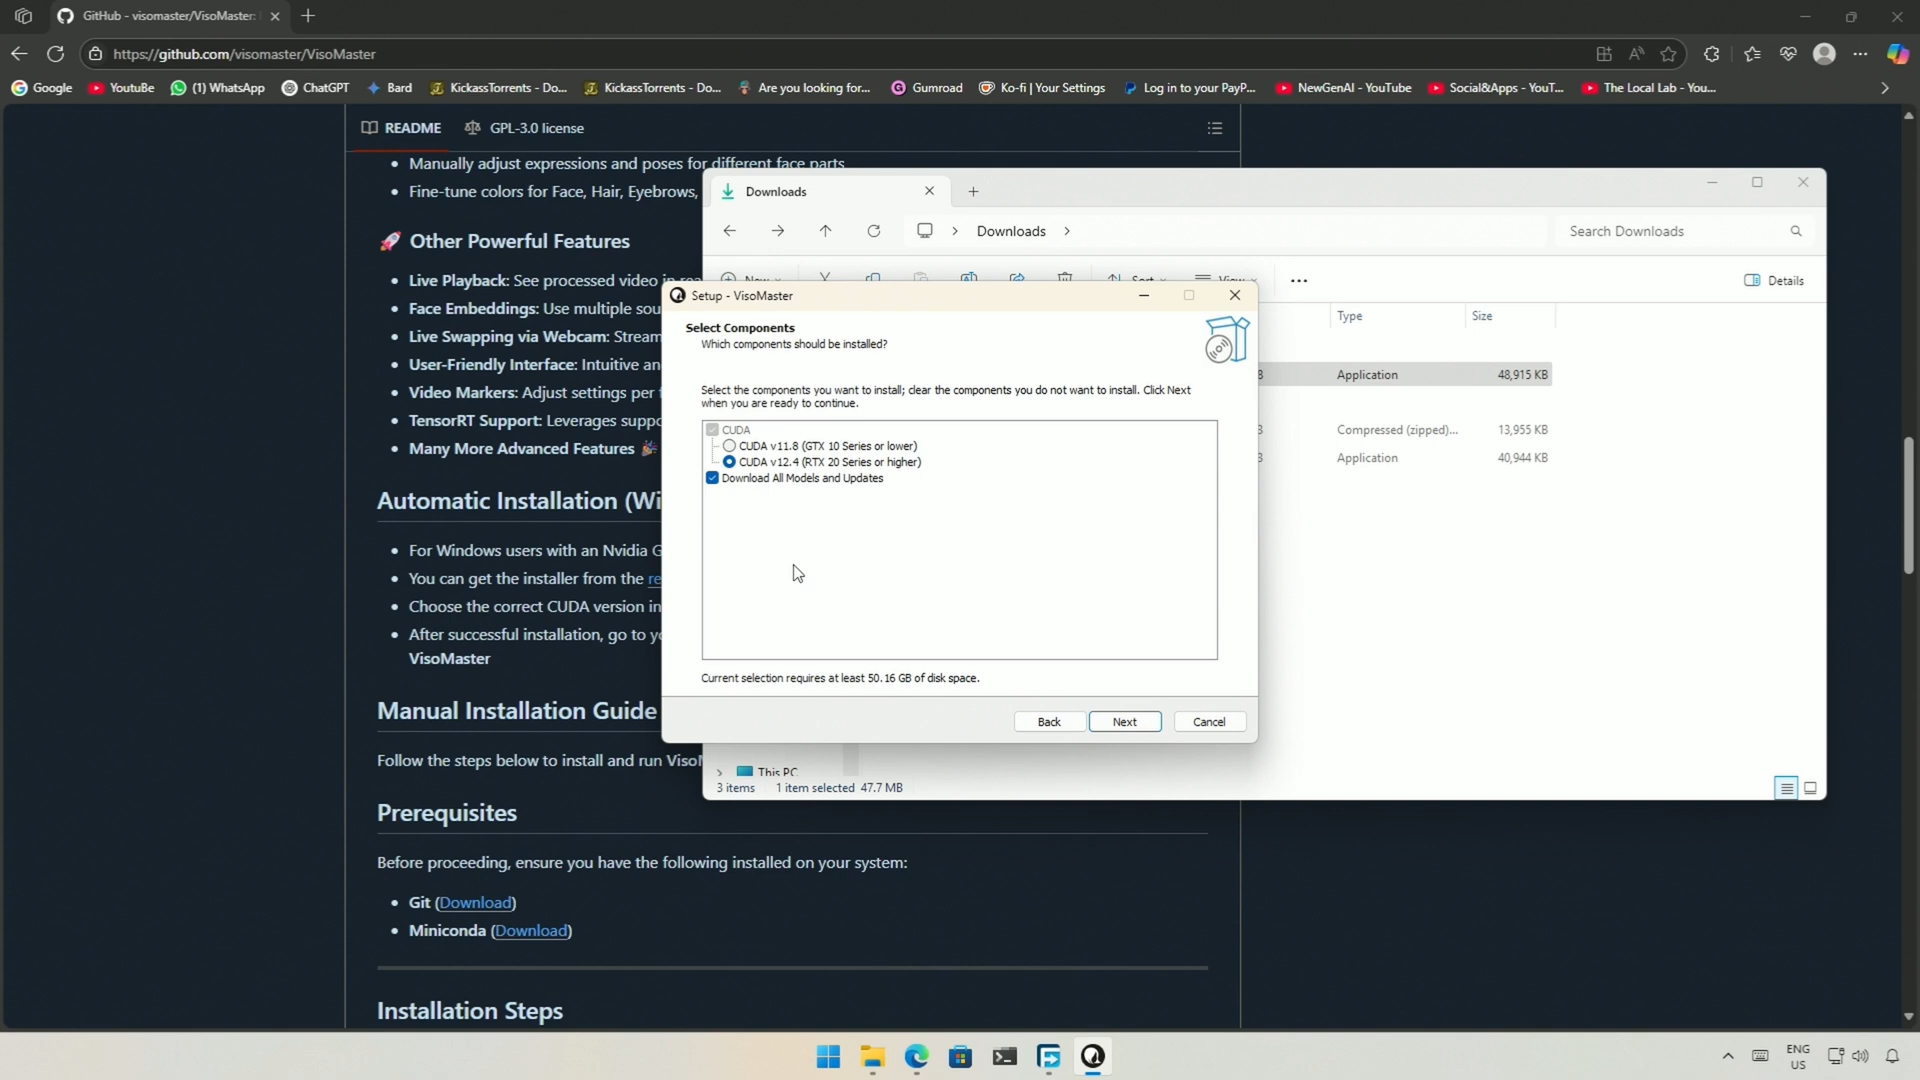 GitHub - visomaster/VisoMaster:
https://github.com/visomaster/VisoMaster
Google
YouTube
(1) WhatsApp
ChatGPT
Bard
KickassTorrents - Do...
KickassTorrents - Do...
Are you looking for...
Gumroad
Ko-fi | Your Settings
Log in to your PayP...
NewGenAI - YouTube
Social&Apps - YouT...
The Local Lab - You...
README
GPL-3.0 license
Manually adjust expressions and poses for different face parts
Fine-tune colors for Face, Hair, Eyebrows,
Other Powerful Features
Live Playback: See processed video in rea
Face Embeddings: Use multiple sou
Live Swapping via Webcam: Stream
User-Friendly Interface: Intuitive an
Video Markers: Adjust settings per
TensorRT Support: Leverages suppo
Many More Advanced Features
Automatic Installation (Wi
For Windows users with an Nvidia G
You can get the installer from the re
Choose the correct CUDA version in
After successful installation, go to yo
VisoMaster
Manual Installation Guide
Follow the steps below to install and run VisoM
Prerequisites
Before proceeding, ensure you have the following installed on your system:
Git (Download)
Miniconda (Download)
Installation Steps
Downloads
Downloads
Search Downloads
New
Sort
View
Details
Type
Size
Application
48,915 KB
Compressed (zipped)...
13,955 KB
Application
40,944 KB
This PC
3 items
1 item selected 47.7 MB
Setup - VisoMaster
Select Components
Which components should be installed?
Select the components you want to install; clear the components you do not want to install. Click Next
when you are ready to continue.
CUDA
CUDA v11.8 (GTX 10 Series or lower)
CUDA v12.4 (RTX 20 Series or higher)
Download All Models and Updates
Current selection requires at least 50.16 GB of disk space.
Back
Next
Cancel
ENG
US